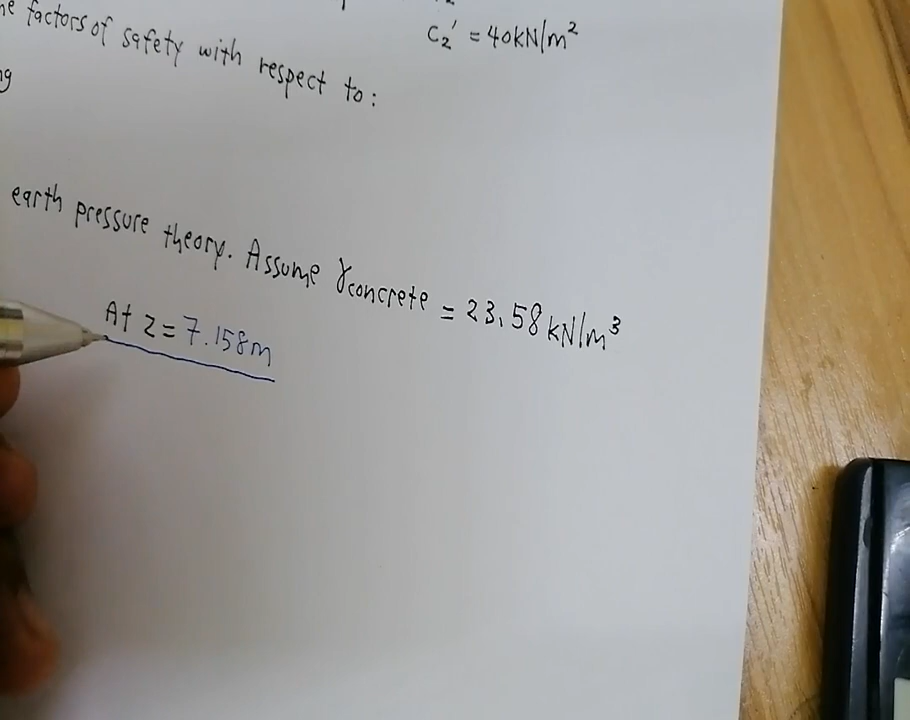 C₂' = 40kN/m²
factors of safety with respect to:
earth pressure theory. Assume γconcrete = 23.58 kN/m³
At z = 7.158m